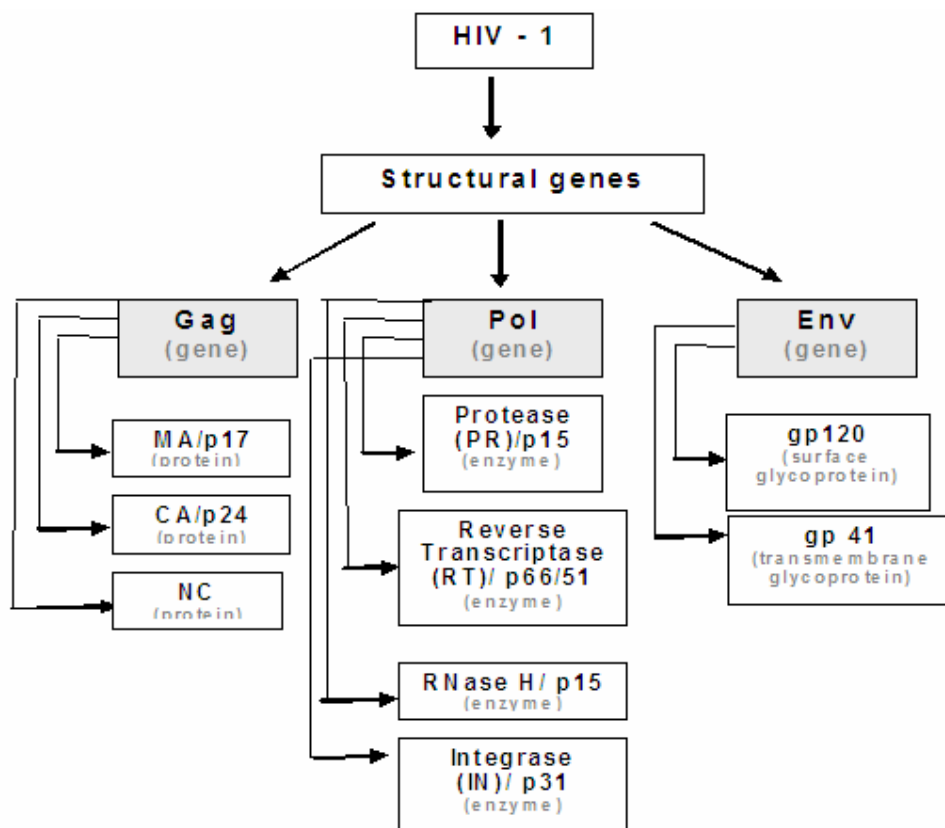 HIV - 1
Structural genes
Gag
(gene)
MA/p17
(protein)
CA/p24
(protein)
NC
(protein)
Pol
(gene)
Protease
(PR)/p15
(enzyme)
Reverse
Transcriptase
(RT)/ p66/51
(enzyme)
RNase H/ p15
(enzyme)
Integrase
(IN)/ p31
(enzyme)
Env
(gene)
gp120
(surface
glycoprotein)
gp 41
(transmembrane
glycoprotein)